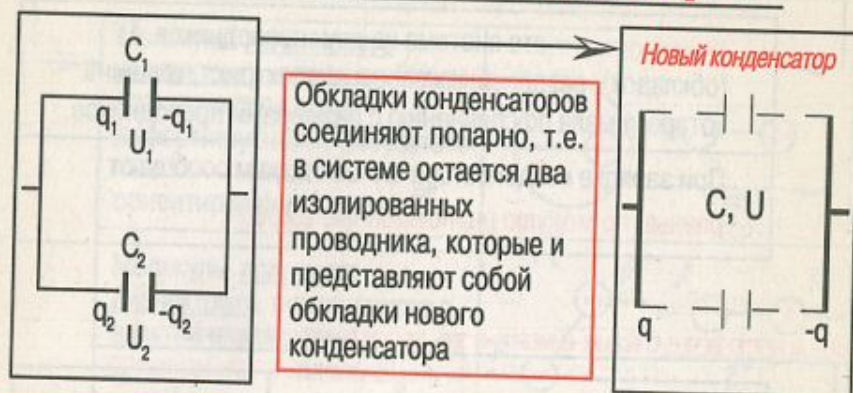 C₁
q₁ -q₁
U₁
C₂
q₂ -q₂
U₂
Обкладки конденсаторов
соединяют попарно, т.е.
в системе остается два
изолированных
проводника, которые и
представляют собой
обкладки нового
конденсатора
Новый конденсатор
C, U
q -q